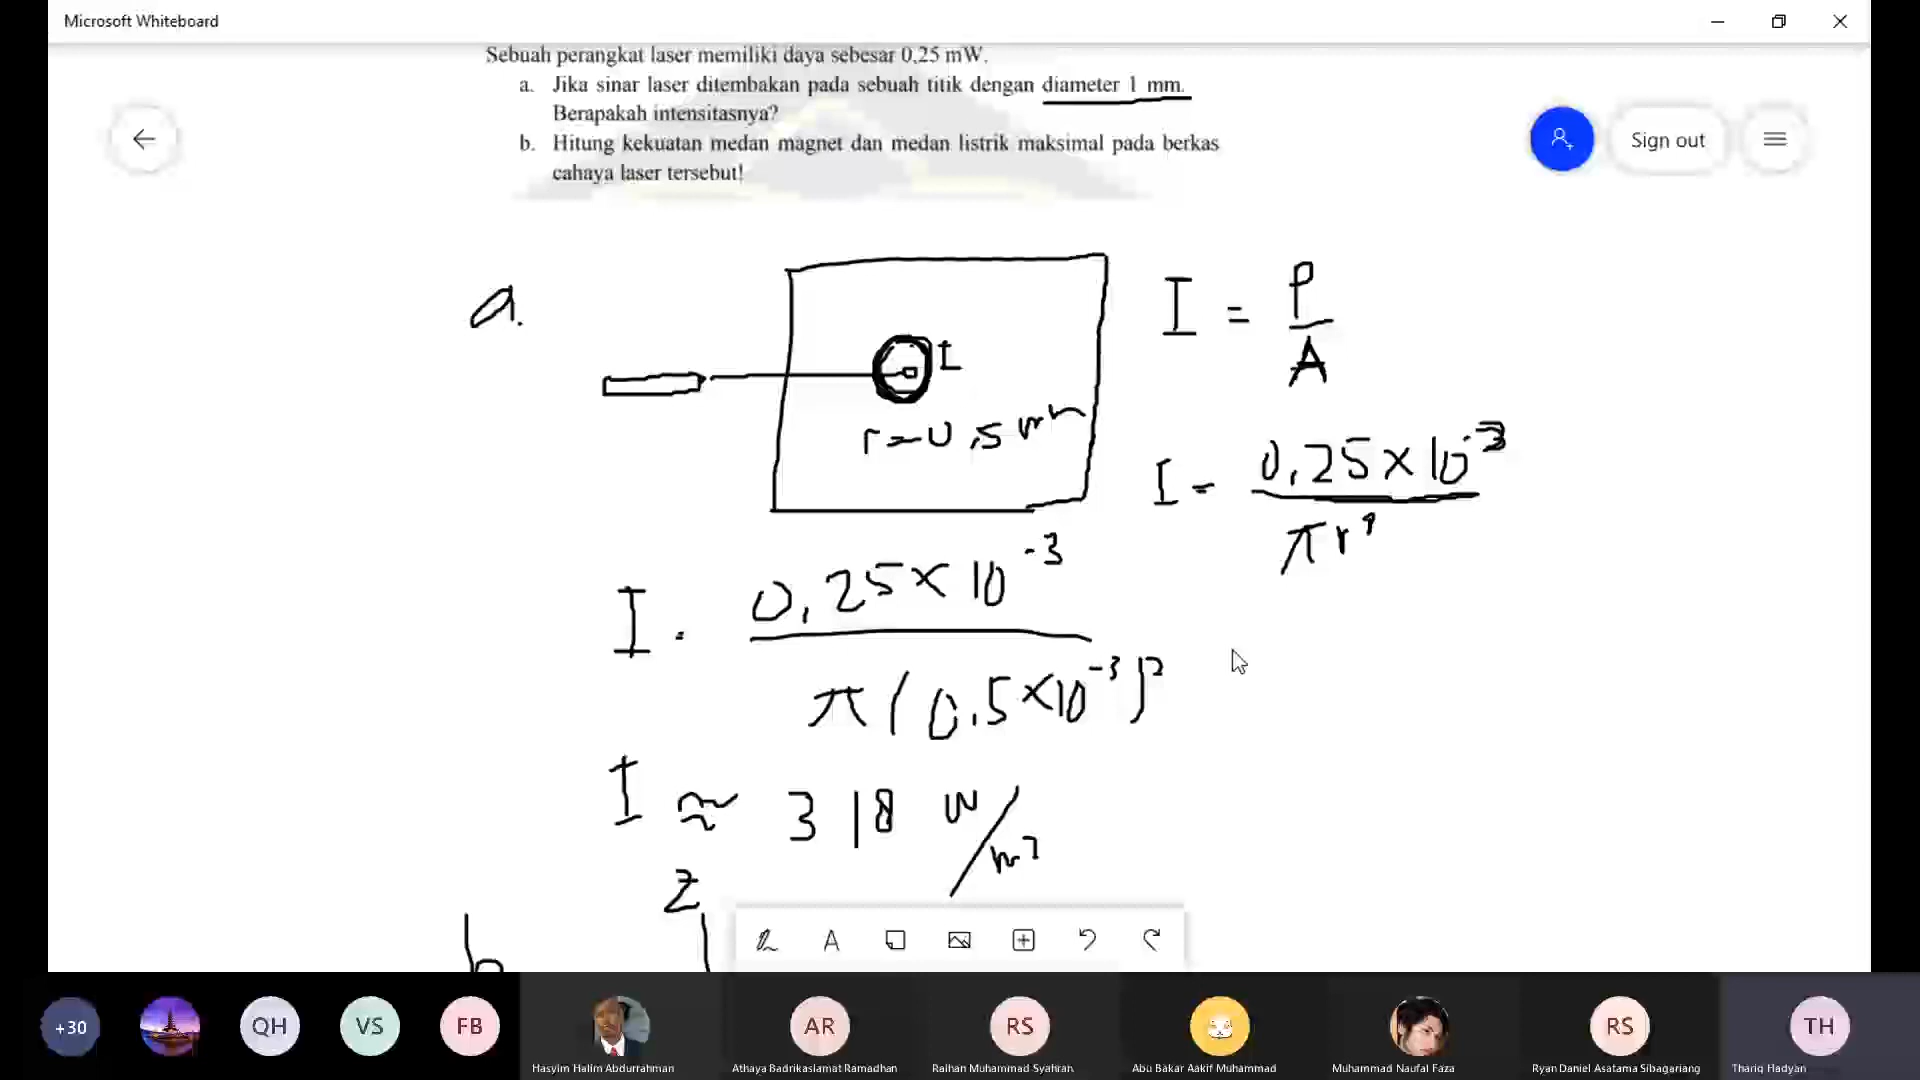 Microsoft Whiteboard
Sebuah perangkat laser memiliki daya sebesar 0,25 mW.
a. Jika sinar laser ditembakan pada sebuah titik dengan diameter 1 mm.
Berapakah intensitasnya?
b. Hitung kekuatan medan magnet dan medan listrik maksimal pada berkas
cahaya laser tersebut!
Sign out
a.
I
r=0,5 mm
I = P/A
I = 0,25×10^-3 / πr²
I = 0,25×10^-3 / π(0,5×10^-3)²
I ≈ 318 W/m²
z
b
+30
QH
VS
FB
AR
RS
RS
TH
Hasyim Halim Abdurrahman
Athaya Badrikaslamat Ramadhan
Raihan Muhammad Syahran
Abu Bakar Aakif Muhammad
Muhammad Naufal Faza
Ryan Daniel Asatama Sibagariang
Thariq Hadyan